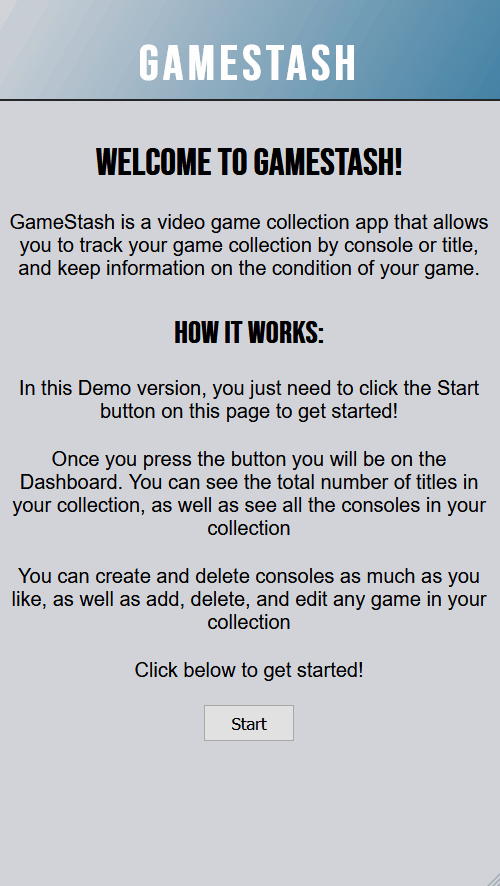 GAMESTASH
WELCOME TO GAMESTASH!
GameStash is a video game collection app that allows
you to track your game collection by console or title,
and keep information on the condition of your game.
HOW IT WORKS:
In this Demo version, you just need to click the Start
button on this page to get started!
Once you press the button you will be on the
Dashboard. You can see the total number of titles in
your collection, as well as see all the consoles in your
collection
You can create and delete consoles as much as you
like, as well as add, delete, and edit any game in your
collection
Click below to get started!
Start